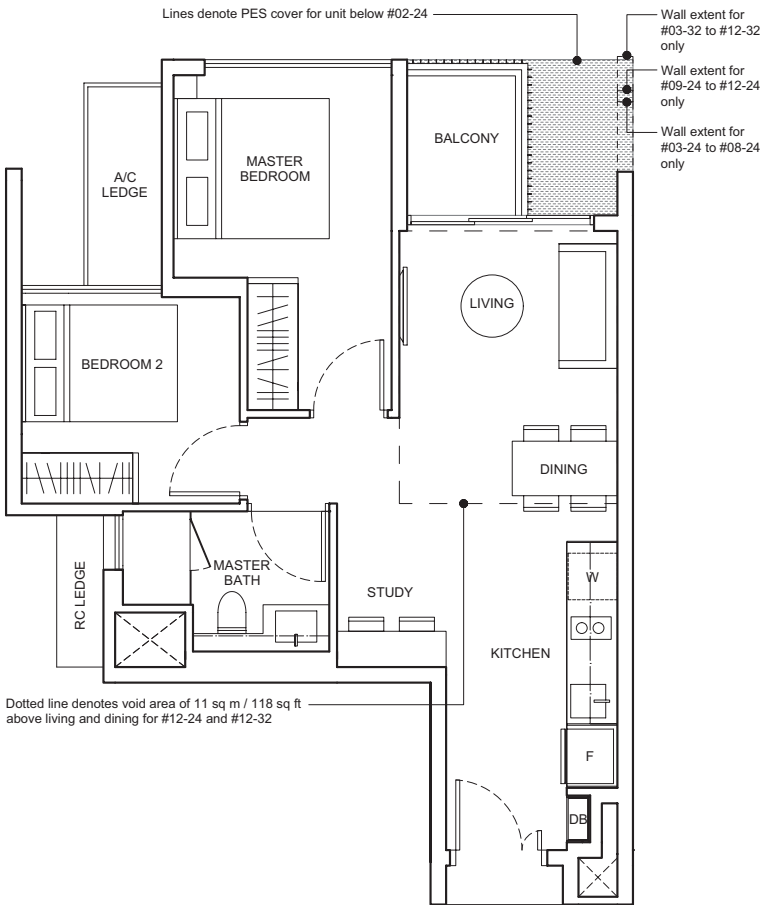 Lines denote PES cover for unit below #02-24
Wall extent for
#03-32 to #12-32
only
Wall extent for
#09-24 to #12-24
only
Wall extent for
#03-24 to #08-24
only
BALCONY
MASTER
BEDROOM
A/C
LEDGE
LIVING
BEDROOM 2
DINING
MASTER
BATH
W
STUDY
RC LEDGE
KITCHEN
Dotted line denotes void area of 11 sq m / 118 sq ft
above living and dining for #12-24 and #12-32
F
DB